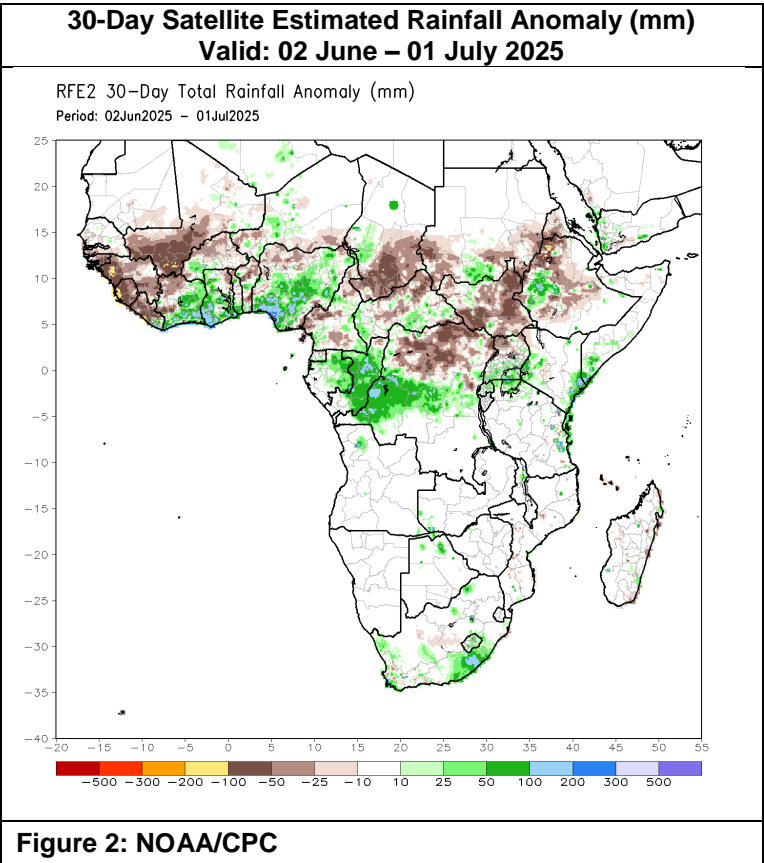 30-Day Satellite Estimated Rainfall Anomaly (mm)
Valid: 02 June – 01 July 2025
RFE2 30-Day Total Rainfall Anomaly (mm)
Period: 02Jun2025 - 01Jul2025
25
20
15
10
5
0
-5
-10
-15
-20
-25
-30
-35
-40
-20 -15 -10 -5 0 5 10 15 20 25 30 35 40 45 50 55
-500 -300 -200 -100 -50 -25 -10 10 25 50 100 200 300 500
Figure 2: NOAA/CPC